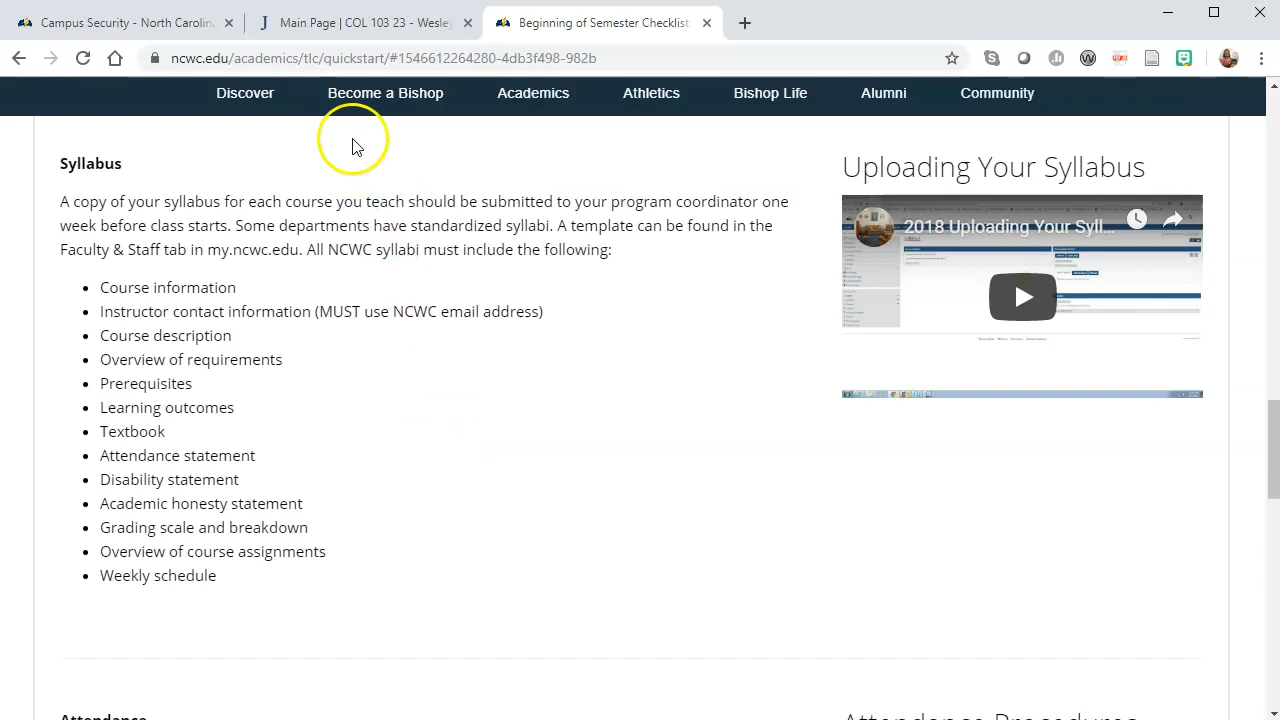 Campus Security - North Carolina
Main Page | COL 103 23 - Wesley
Beginning of Semester Checklist
ncwc.edu/academics/tlc/quickstart/#1546612264280-4db3f498-982b
Discover
Become a Bishop
Academics
Athletics
Bishop Life
Alumni
Community
Syllabus
A copy of your syllabus for each course you teach should be submitted to your program coordinator one
week before class starts. Some departments have standardized syllabi. A template can be found in the
Faculty & Staff tab in my.ncwc.edu. All NCWC syllabi must include the following:
Course information
Instructor contact information (MUST be NCWC email address)
Course description
Overview of requirements
Prerequisites
Learning outcomes
Textbook
Attendance statement
Disability statement
Academic honesty statement
Grading scale and breakdown
Overview of course assignments
Weekly schedule
Uploading Your Syllabus
2018 Uploading Your Syll...
Attendance
Attendance Procedures